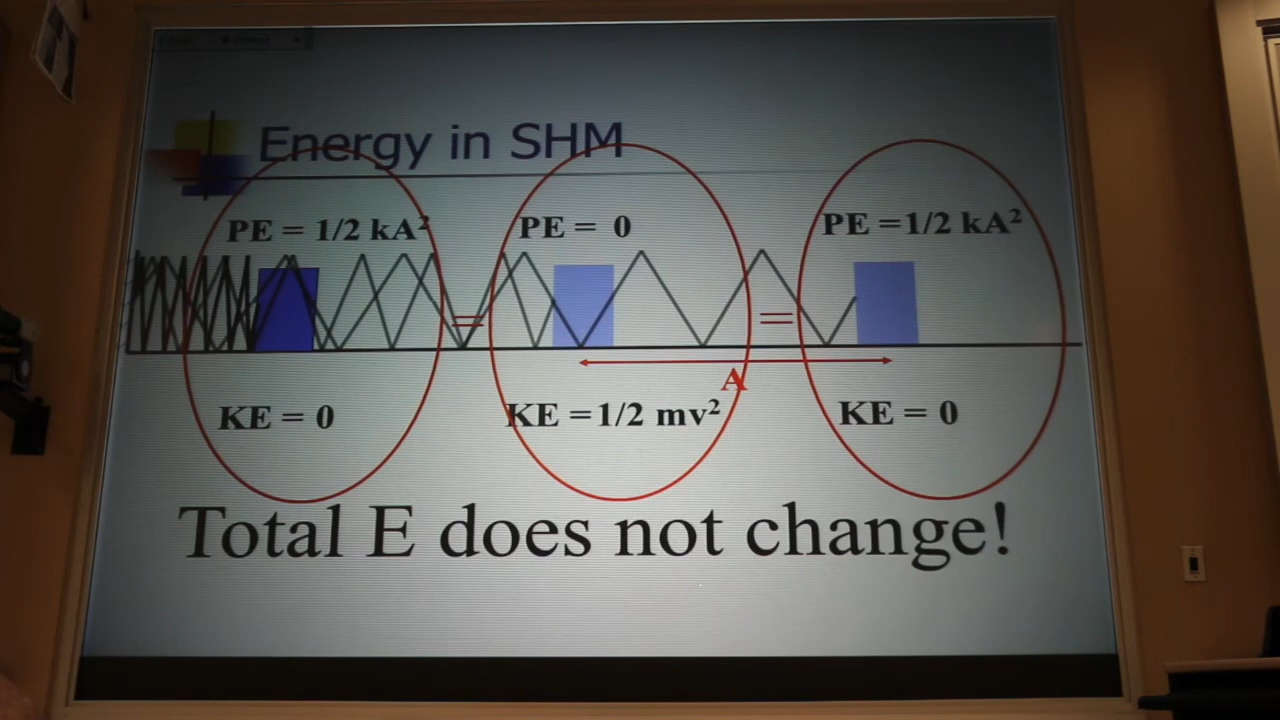 Energy in SHM
PE = 1/2 kA²
PE = 0
PE =1/2 kA²
=
=
A
KE = 0
KE =1/2 mv²
KE = 0
Total E does not change!